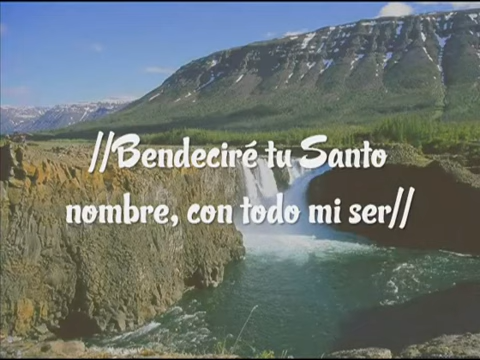 //Bendeciré tu Santo
nombre, con todo mi ser//